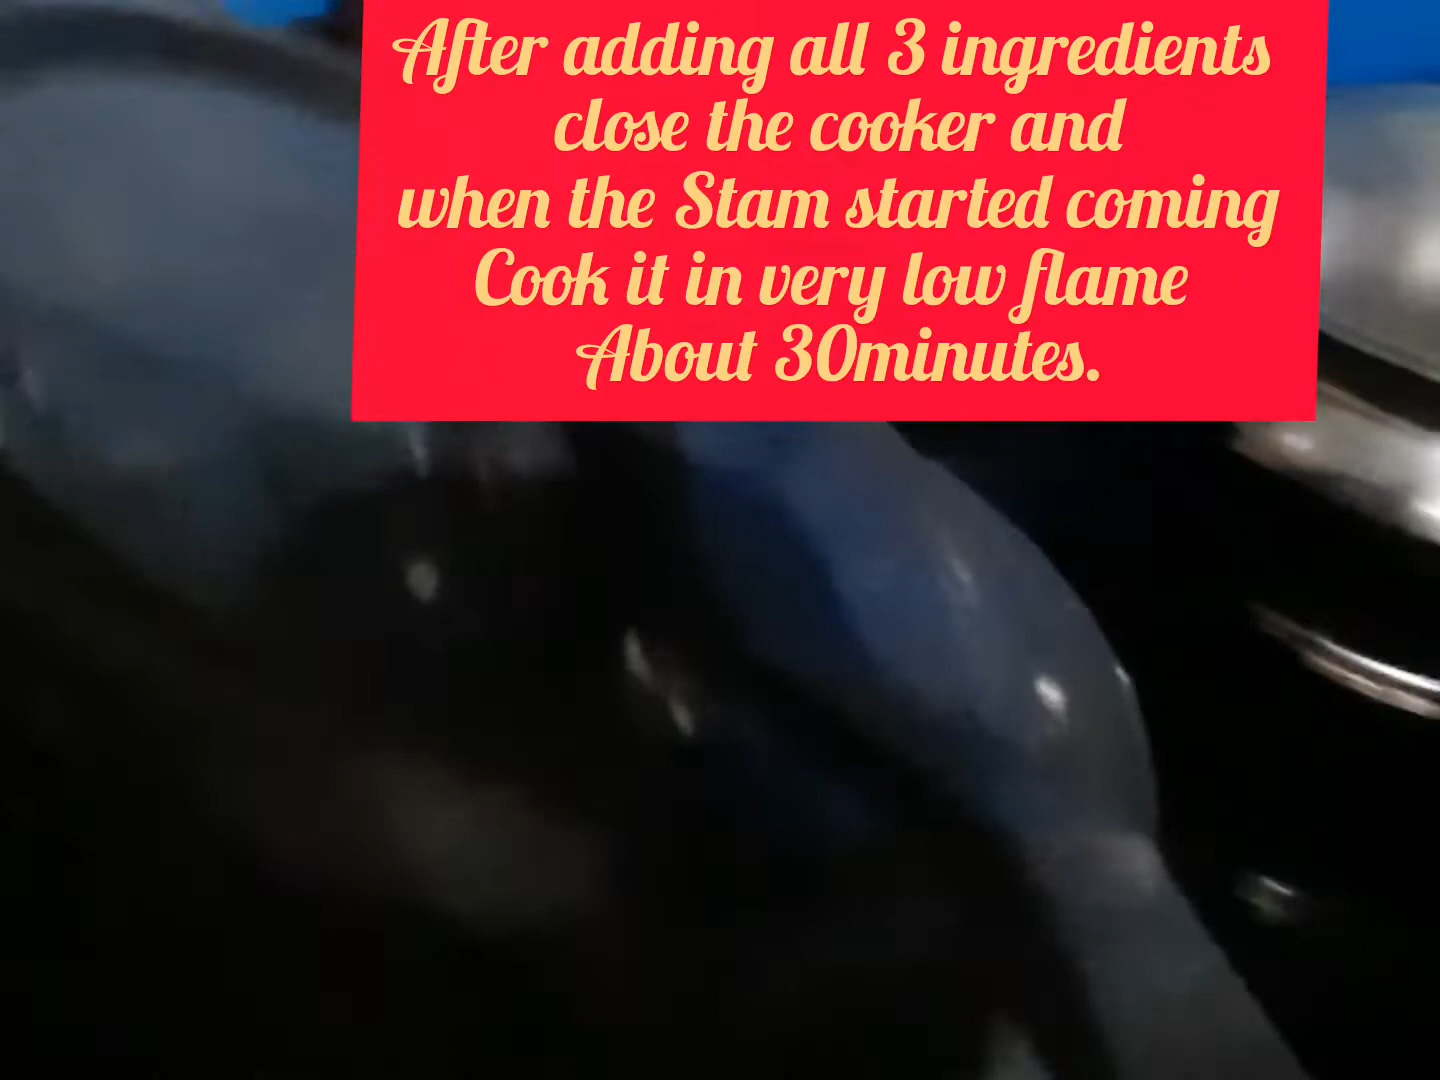 After adding all 3 ingredients
close the cooker and
when the Stam started coming
Cook it in very low flame
About 30minutes.